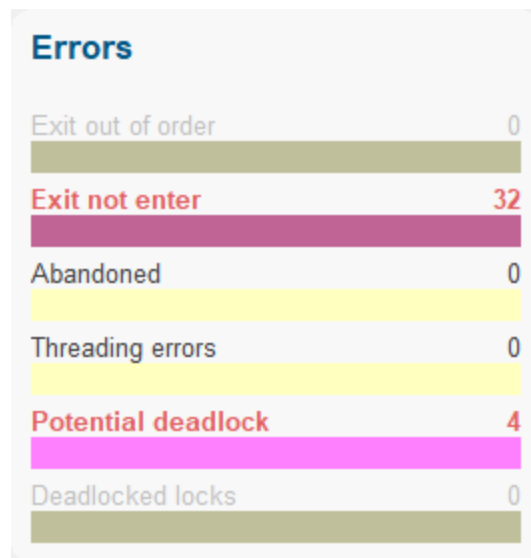 Errors
Exit out of order 0
Exit not enter 32
Abandoned 0
Threading errors 0
Potential deadlock 4
Deadlocked locks 0